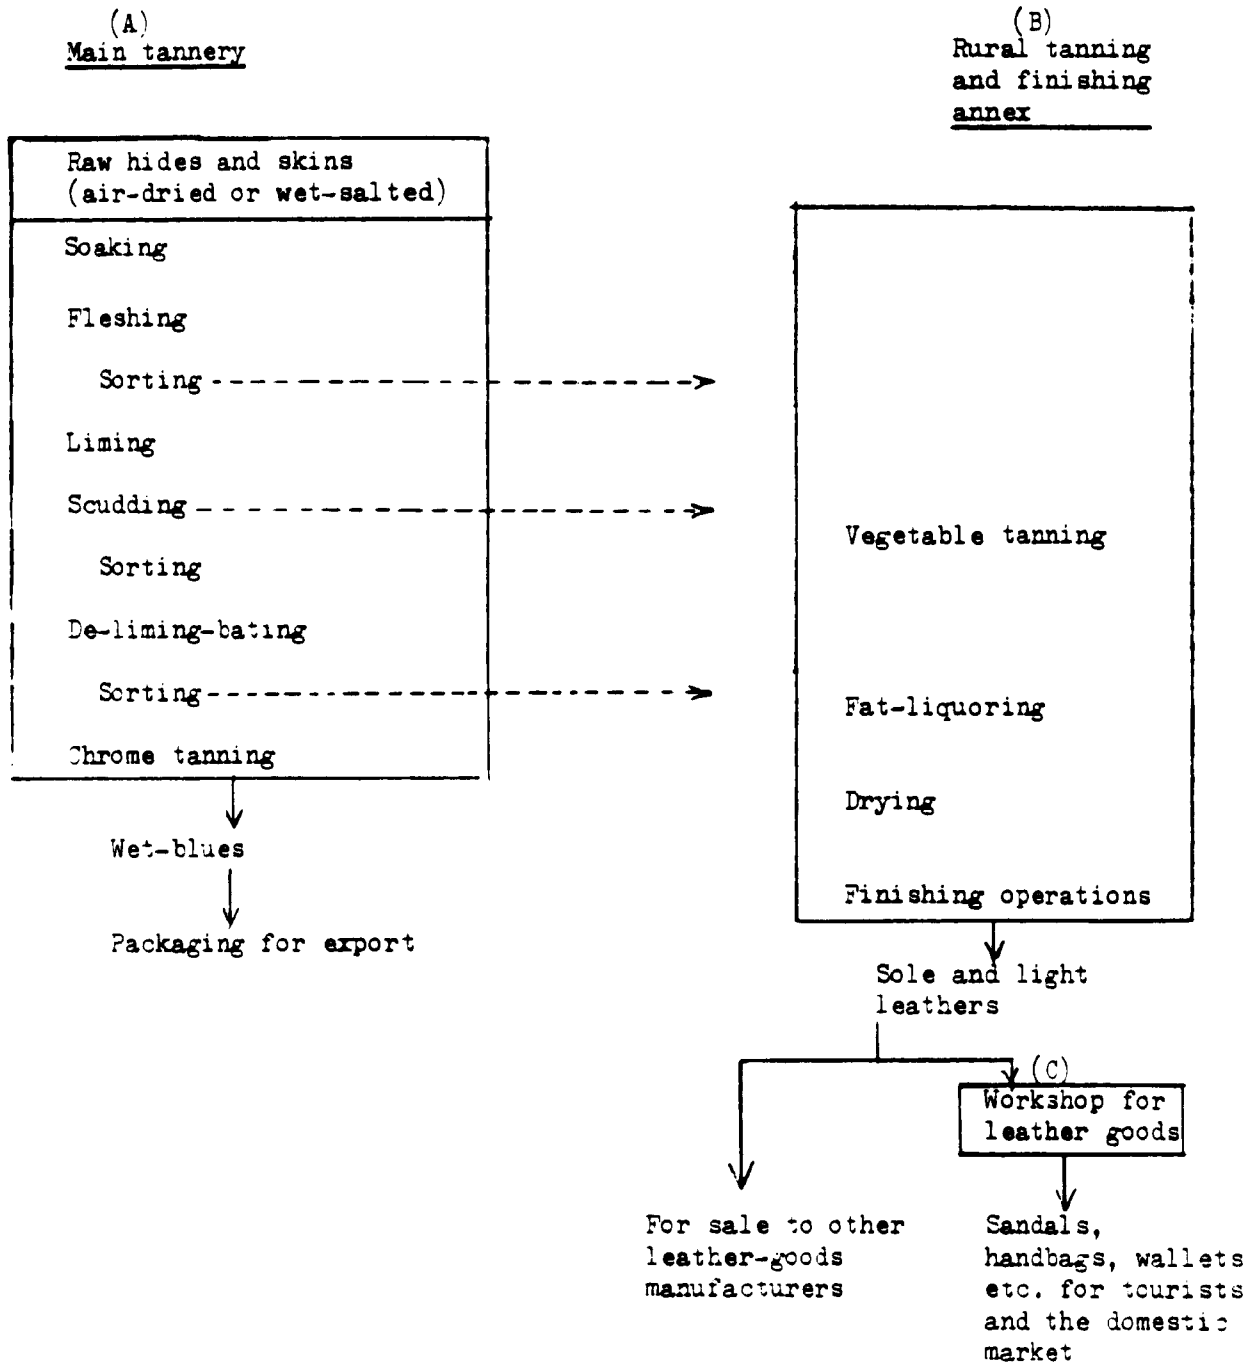 (A)
Main tannery
(B)
Rural tanning
and finishing
annex
Raw hides and skins
(air-dried or wet-salted)
Soaking
Fleshing
Sorting
Liming
Scudding
Sorting
De-liming-bating
Sorting
Chrome tanning
Wet-blues
Packaging for export
Vegetable tanning
Fat-liquoring
Drying
Finishing operations
Sole and light
leathers
(C)
Workshop for
leather goods
For sale to other
leather-goods
manufacturers
Sandals,
handbags, wallets
etc. for tourists
and the domestic
market